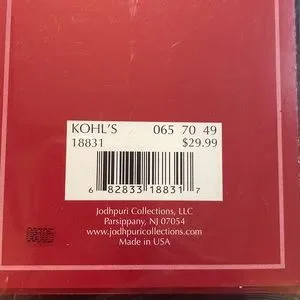 KOHL'S 065 70 49
18831 $29.99
6 82833 18831 7
Jodhpuri Collections, LLC
Parsippany, NJ 07054
www.jodhpuricollections.com
Made in USA